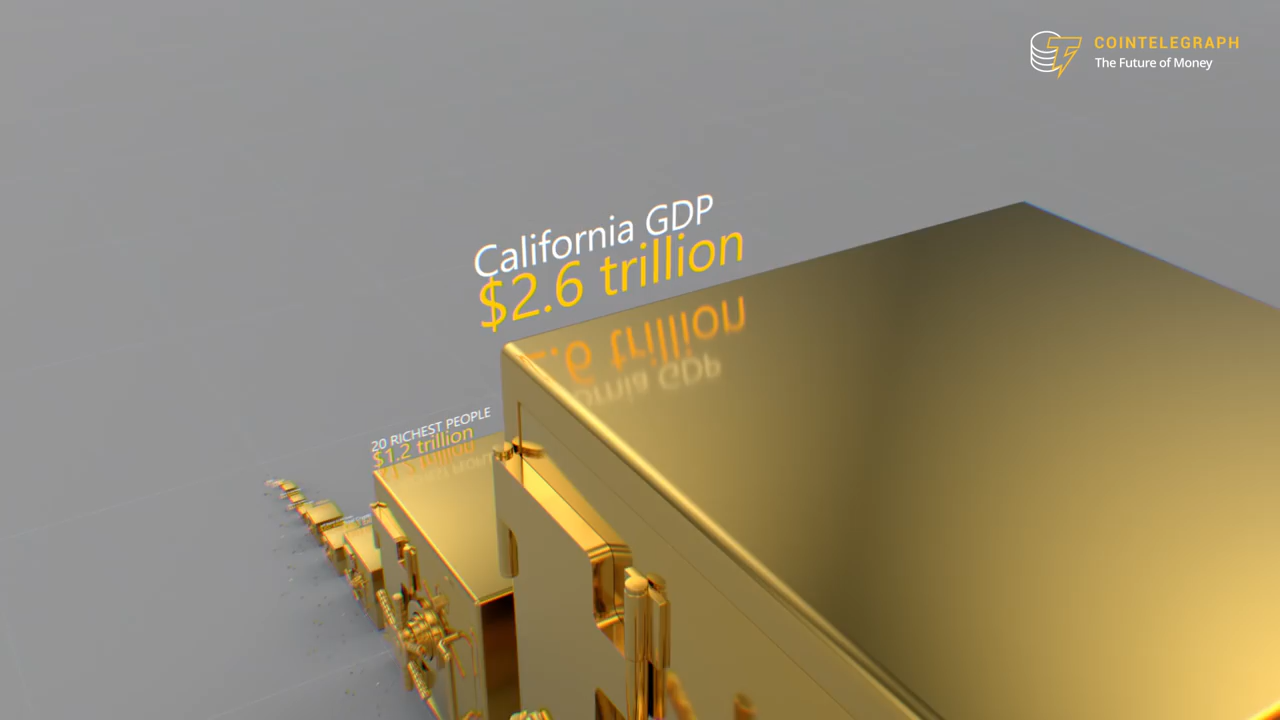 COINTELEGRAPH
The Future of Money
California GDP
$2.6 trillion
20 RICHEST PEOPLE
$1.2 trillion